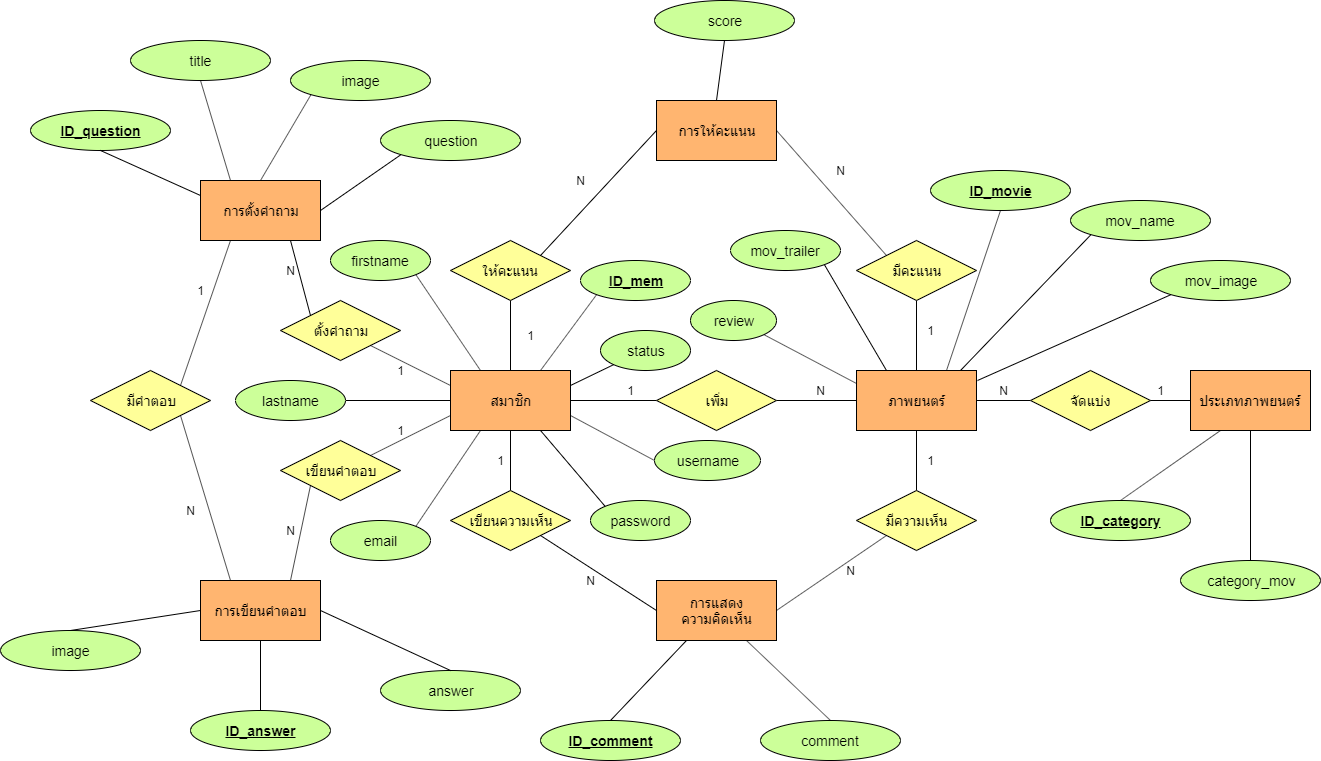 score
title
image
ID_question
question
การให้คะแนน
N
N
ID_movie
การตั้งคำถาม
mov_name
firstname
mov_trailer
ให้คะแนน
มีคะแนน
N
ID_mem
mov_image
1
review
ตั้งคำถาม
1
1
status
1
lastname
สมาชิก
1
เพิ่ม
N
ภาพยนตร์
N
จัดแบ่ง
1
ประเภทภาพยนตร์
มีคำตอบ
1
1
1
username
เขียนคำตอบ
N
เขียนความเห็น
password
มีความเห็น
ID_category
N
email
N
N
category_mov
การเขียนคำตอบ
การแสดง
ความคิดเห็น
image
answer
ID_answer
ID_comment
comment